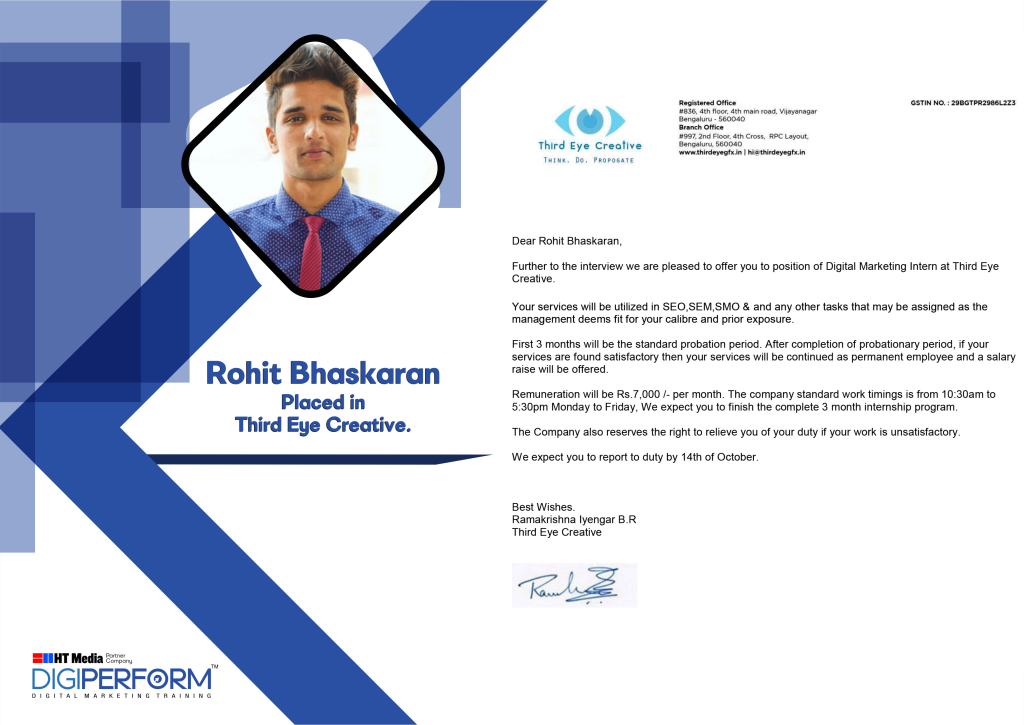 Rohit Bhaskaran
Placed in
Third Eye Creative.
HT Media Partner
Company
DIGIPERFORM™
DIGITAL MARKETING TRAINING
Third Eye Creative
Think. Do. Propogate
Registered Office
#836, 4th floor, 4th main road, Vijayanagar
Bengaluru - 560040
Branch Office
#997, 2nd Floor, 4th Cross, RPC Layout,
Bengaluru, 560040
www.thirdeyegfx.in | hi@thirdeyegfx.in
GSTIN NO. : 29BGTPR2986L2Z3
Dear Rohit Bhaskaran,
Further to the interview we are pleased to offer you to position of Digital Marketing Intern at Third Eye
Creative.
Your services will be utilized in SEO,SEM,SMO & and any other tasks that may be assigned as the
management deems fit for your calibre and prior exposure.
First 3 months will be the standard probation period. After completion of probationary period, if your
services are found satisfactory then your services will be continued as permanent employee and a salary
raise will be offered.
Remuneration will be Rs.7,000 /- per month. The company standard work timings is from 10:30am to
5:30pm Monday to Friday, We expect you to finish the complete 3 month internship program.
The Company also reserves the right to relieve you of your duty if your work is unsatisfactory.
We expect you to report to duty by 14th of October.
Best Wishes.
Ramakrishna Iyengar B.R
Third Eye Creative